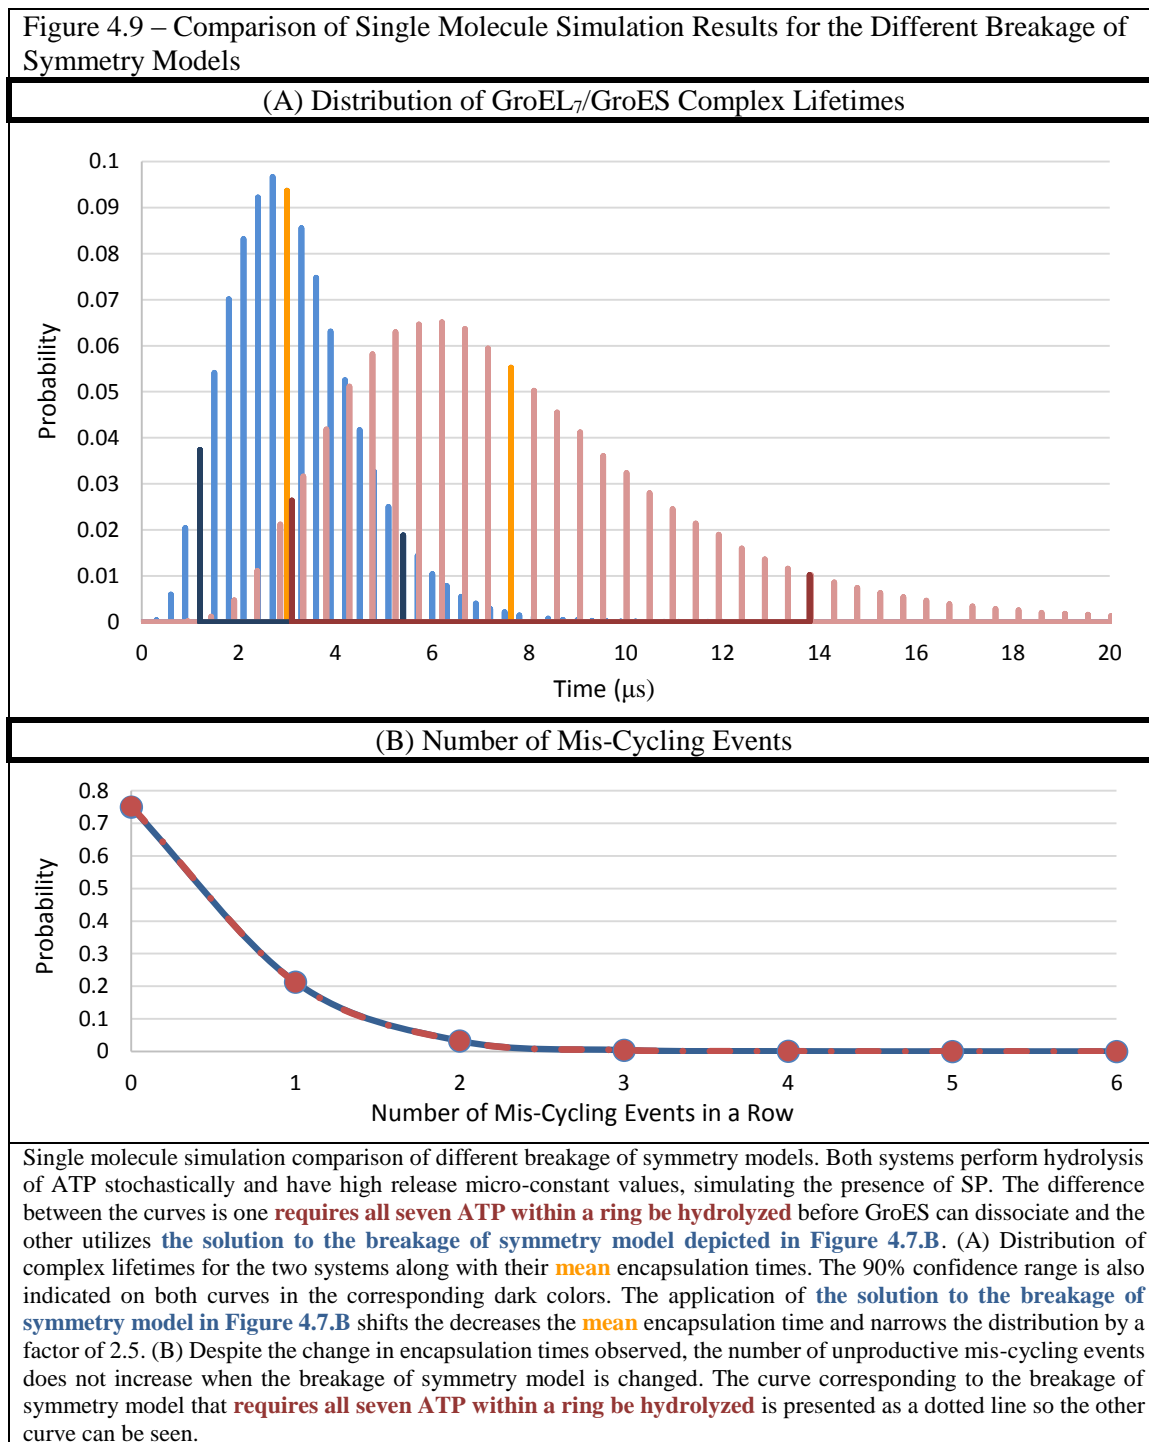 Figure 4.9 – Comparison of Single Molecule Simulation Results for the Different Breakage of
Symmetry Models
(A) Distribution of GroEL₇/GroES Complex Lifetimes
0.1
0.09
0.08
0.07
0.06
0.05
0.04
0.03
0.02
0.01
0
Probability
0 2 4 6 8 10 12 14 16 18 20
Time (μs)
(B) Number of Mis-Cycling Events
0.8
0.7
0.6
0.5
0.4
0.3
0.2
0.1
0
Probability
0 1 2 3 4 5 6
Number of Mis-Cycling Events in a Row
Single molecule simulation comparison of different breakage of symmetry models. Both systems perform hydrolysis
of ATP stochastically and have high release micro-constant values, simulating the presence of SP. The difference
between the curves is one requires all seven ATP within a ring be hydrolyzed before GroES can dissociate and the
other utilizes the solution to the breakage of symmetry model depicted in Figure 4.7.B. (A) Distribution of
complex lifetimes for the two systems along with their mean encapsulation times. The 90% confidence range is also
indicated on both curves in the corresponding dark colors. The application of the solution to the breakage of
symmetry model in Figure 4.7.B shifts the decreases the mean encapsulation time and narrows the distribution by a
factor of 2.5. (B) Despite the change in encapsulation times observed, the number of unproductive mis-cycling events
does not increase when the breakage of symmetry model is changed. The curve corresponding to the breakage of
symmetry model that requires all seven ATP within a ring be hydrolyzed is presented as a dotted line so the other
curve can be seen.